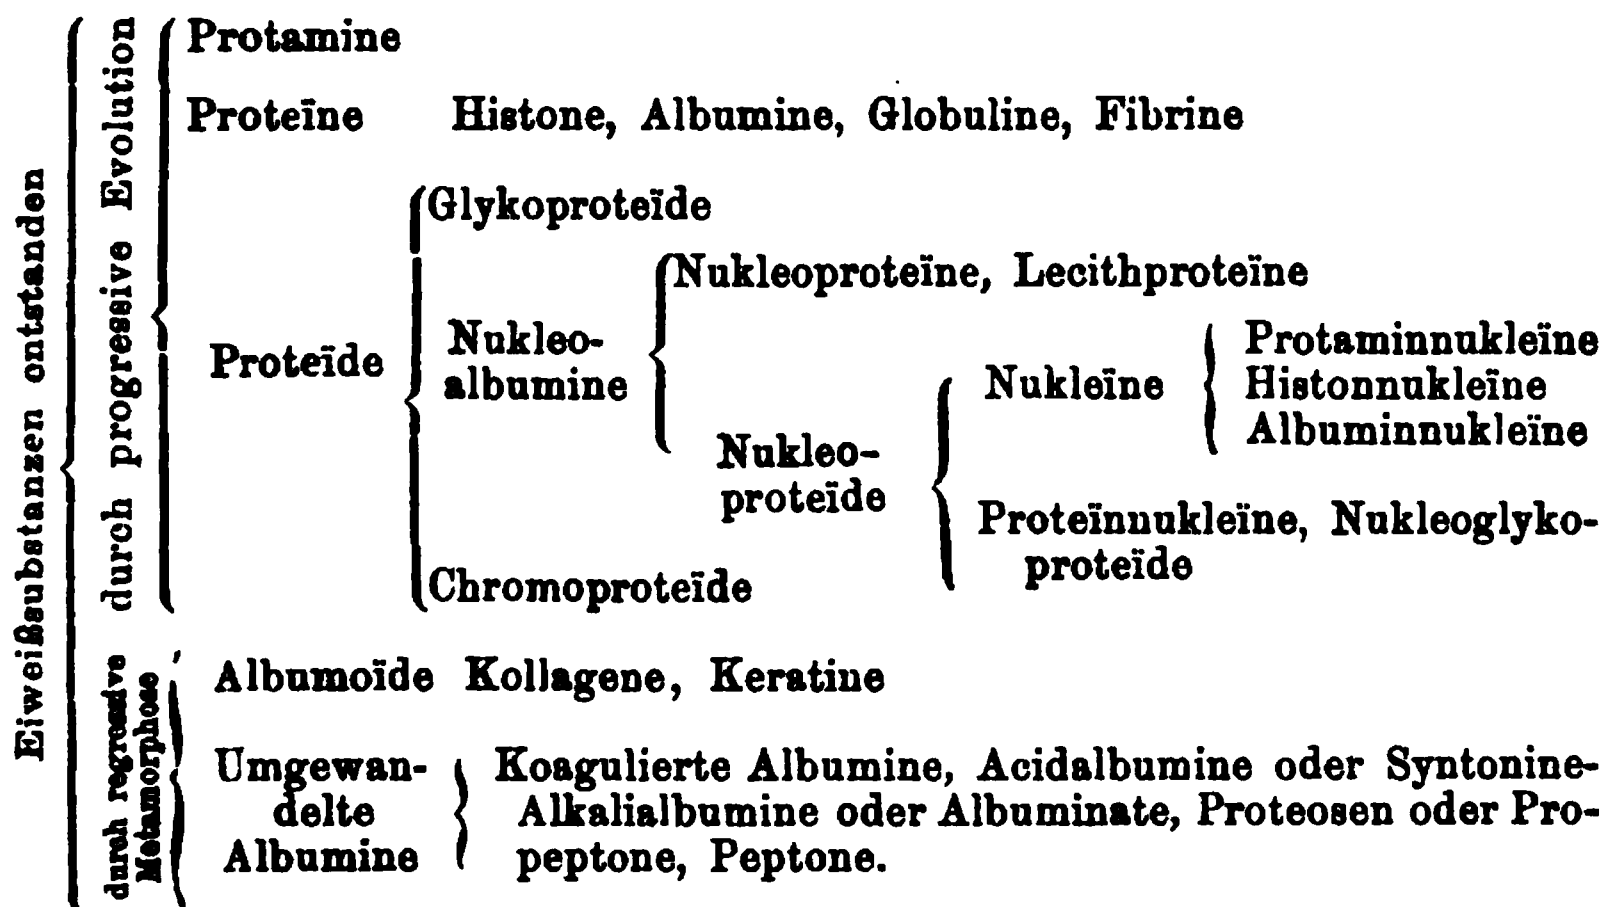 Eiweißsubstanzen entstanden
durch progressive Evolution
Protamine
Proteïne Histone, Albumine, Globuline, Fibrine
Proteïde
Glykoproteïde
Nukleo-
albumine
Nukleoproteïne, Lecithproteïne
Nukleo-
proteïde
Nukleïne
Protaminnukleïne
Histonnukleïne
Albuminnukleïne
Proteïnnukleïne, Nukleoglyko-
proteïde
Chromoproteïde
durch regressive
Metamorphose
Albumoïde Kollagene, Keratine
Umgewan-
delte
Albumine
Koagulierte Albumine, Acidalbumine oder Syntonine-
Alkalialbumine oder Albuminate, Proteosen oder Pro-
peptone, Peptone.